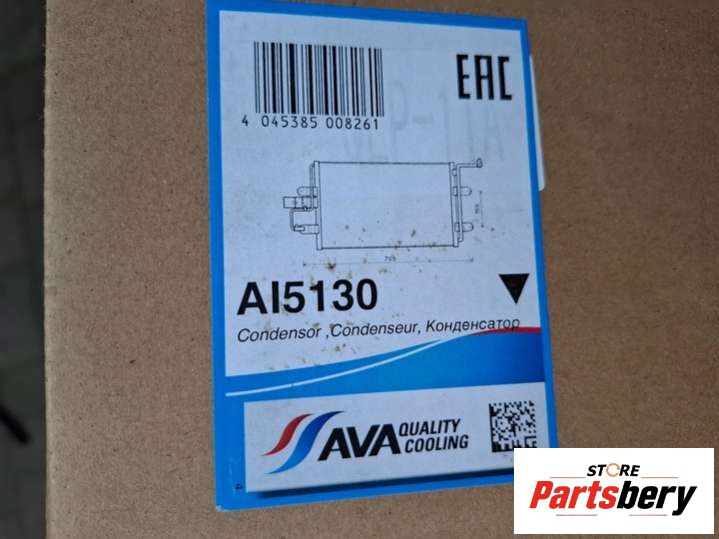 EAC
4 045385 008261
AI5130
Condensor ,Condenseur, Конденсатор
AVA QUALITY
COOLING
STORE
Partsbery